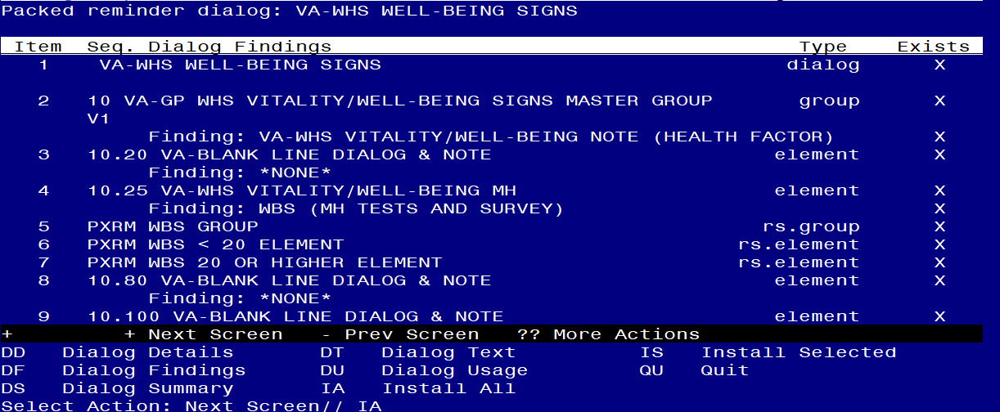 Packed reminder dialog: VA-WHS WELL-BEING SIGNS
Item Seq. Dialog Findings Type Exists
1 VA-WHS WELL-BEING SIGNS dialog X
2 10 VA-GP WHS VITALITY/WELL-BEING SIGNS MASTER GROUP group X
V1
Finding: VA-WHS VITALITY/WELL-BEING NOTE (HEALTH FACTOR) X
3 10.20 VA-BLANK LINE DIALOG & NOTE element X
Finding: *NONE*
4 10.25 VA-WHS VITALITY/WELL-BEING MH element X
Finding: WBS (MH TESTS AND SURVEY) X
5 PXRM WBS GROUP rs.group X
6 PXRM WBS < 20 ELEMENT rs.element X
7 PXRM WBS 20 OR HIGHER ELEMENT rs.element X
8 10.80 VA-BLANK LINE DIALOG & NOTE element X
Finding: *NONE*
9 10.100 VA-BLANK LINE DIALOG & NOTE element X
+ + Next Screen - Prev Screen ?? More Actions
DD Dialog Details DT Dialog Text IS Install Selected
DF Dialog Findings DU Dialog Usage QU Quit
DS Dialog Summary IA Install All
Select Action: Next Screen// IA